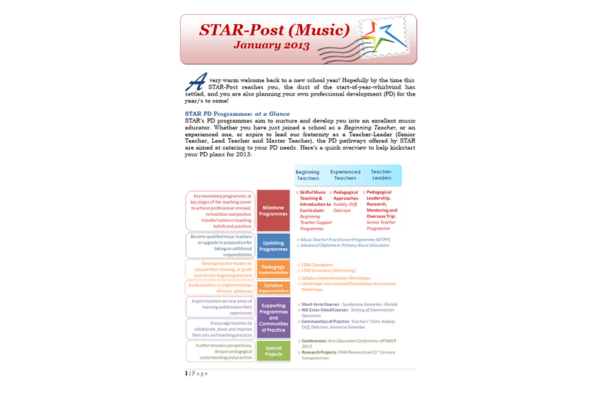 STAR-Post (Music)
January 2013
A very warm welcome back to a new school year! Hopefully by the time this
STAR-Post reaches you, the dust of the start-of-year-whirlwind has
settled, and you are also planning your own professional development (PD) for the
year/s to come!
STAR PD Programmes: at a Glance
STAR's PD programmes aim to nurture and develop you into an excellent music
educator. Whether you have just joined a school as a Beginning Teacher, or an
experienced one, or aspire to lead our fraternity as a Teacher-Leader (Senior
Teacher, Lead Teacher and Master Teacher), the PD pathways offered by STAR
are aimed at catering to your PD needs. Here's a quick overview to help kickstart
your PD plans for 2013:
Beginning Teachers
Experienced Teachers
Teacher-Leaders
Key mandatory programmes at
key stages of the teaching career
to achieve professional renewal,
reinvention and positive
transformation in teaching
beliefs and practices
Milestone
Programmes
○ Skilful Music
Teaching &
Introduction to
Curriculum:
Beginning
Teacher Support
Programme
○ Pedagogical
Approaches:
Kodaly, Orff,
Dalcroze
○ Pedagogical
Leadership,
Research,
Mentoring and
Overseas Trip:
Senior Teacher
Programme
Become qualified music teachers
or upgrade in preparation for
taking on additional
responsibilities
Upskilling
Programmes
○ Music Teacher Practitioner Programme (MTPP),
○ Advanced Diploma in Primary Music Education
Develop teacher-leaders to
cascade their training, to guide
and mentor beginning teachers
Pedagogy
Implementation
○ STAR Champions
○ STAR Associates (Mentoring)
Guide teachers in implementation
of music syllabuses
Syllabus
Implementation
○ Syllabus Implementation Workshops
○ Cambridge International Examination Assessment
Workshops
Inspire teachers on new areas of
learning and broaden their
experiences
Encourage teachers to
collaborate, share and improve
their arts and teaching practices
Supporting
Programmes
and
Communities
of Practice
○ Short-term Courses: Sundanese Gamelan, Ukulele
○ NIE Cross-listed Courses: Setting of Examination
Questions
○ Communities of Practice: Teachers' Choir, Kodaly,
Orff, Dalcroze, Javanese Gamelan
Further broaden perspectives,
deepen pedagogical
understanding and practices
Special
Projects
○ Conferences: Arts Education Conference APSMER
2013
○ Research Projects: PAM Research on 21st Century
Competencies
1 | P a g e